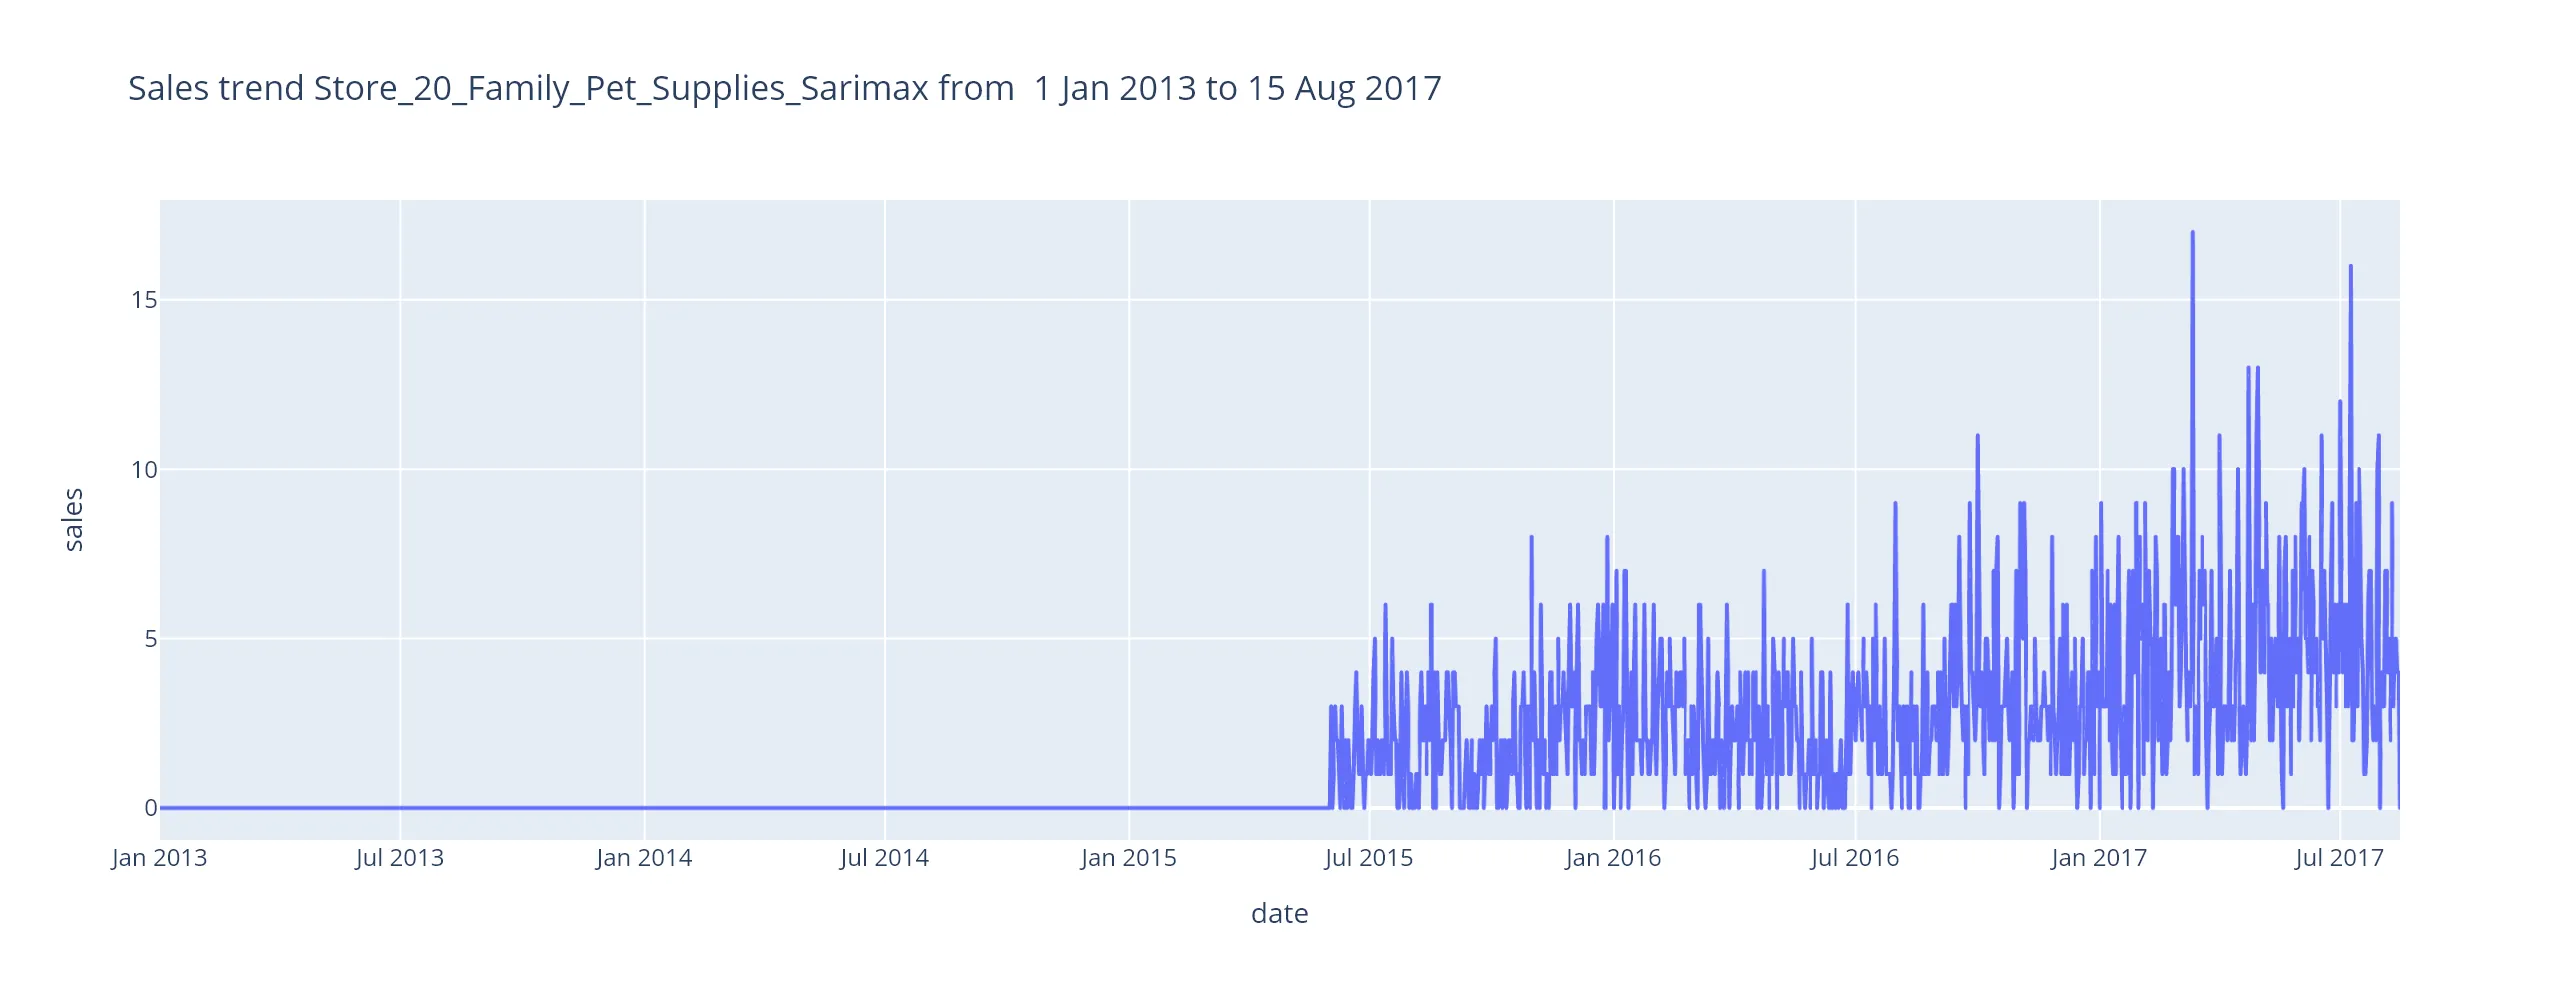 Sales trend Store_20_Family_Pet_Supplies_Sarimax from  1 Jan 2013 to 15 Aug 2017
15
10
5
0
sales
Jan 2013 Jul 2013 Jan 2014 Jul 2014 Jan 2015 Jul 2015 Jan 2016 Jul 2016 Jan 2017 Jul 2017
date